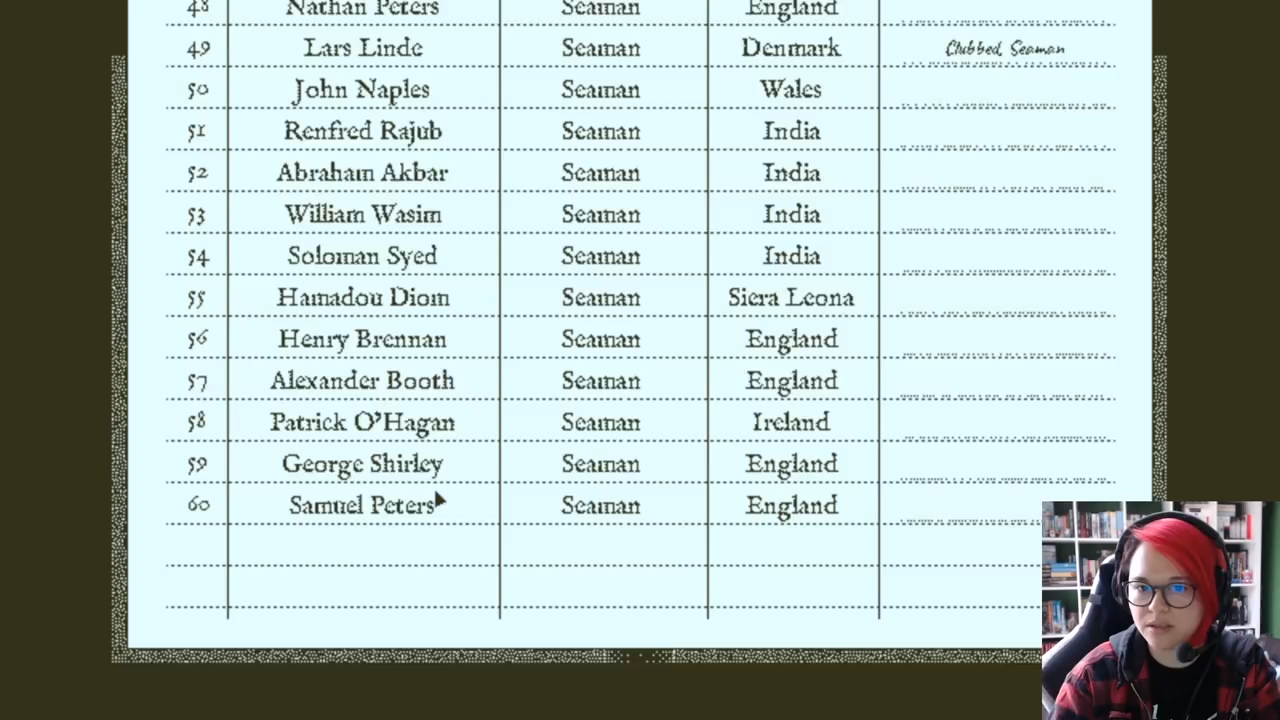 48 Nathan Peters Seaman England
49 Lars Linde Seaman Denmark Clubbed, Seaman
50 John Naples Seaman Wales
51 Renfred Rajub Seaman India
52 Abraham Akbar Seaman India
53 William Wasim Seaman India
54 Soloman Syed Seaman India
55 Hamadou Diom Seaman Siera Leona
56 Henry Brennan Seaman England
57 Alexander Booth Seaman England
58 Patrick O'Hagan Seaman Ireland
59 George Shirley Seaman England
60 Samuel Peters Seaman England